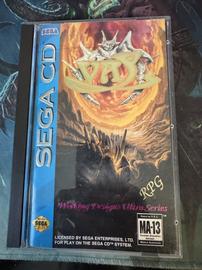 SEGA
VAY
SEGA CD
RPG
Working Designs Ultra Series
MA-13
LICENSED BY SEGA ENTERPRISES, LTD.
FOR PLAY ON THE SEGA CD™ SYSTEM.